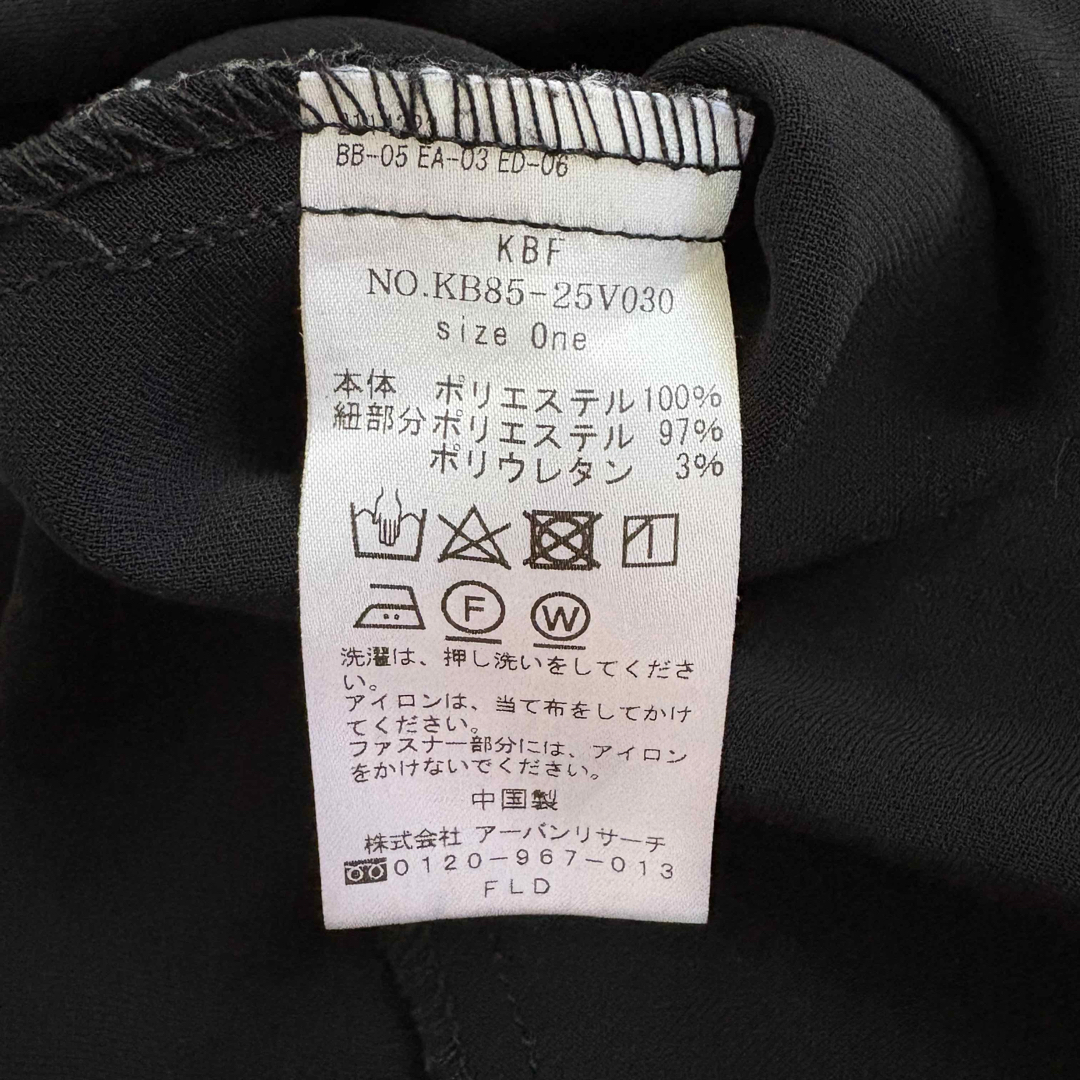 BB-05 EA-03 ED-06
KBF
NO.KB85-25V030
size One
本体 ポリエステル100%
紐部分ポリエステル 97%
ポリウレタン 3%
F W
洗濯は、押し洗いをしてくださ
い。
アイロンは、当て布をしてかけ
てください。
ファスナー部分には、アイロン
をかけないでください。
中国製
株式会社 アーバンリサーチ
0120-967-013
FLD